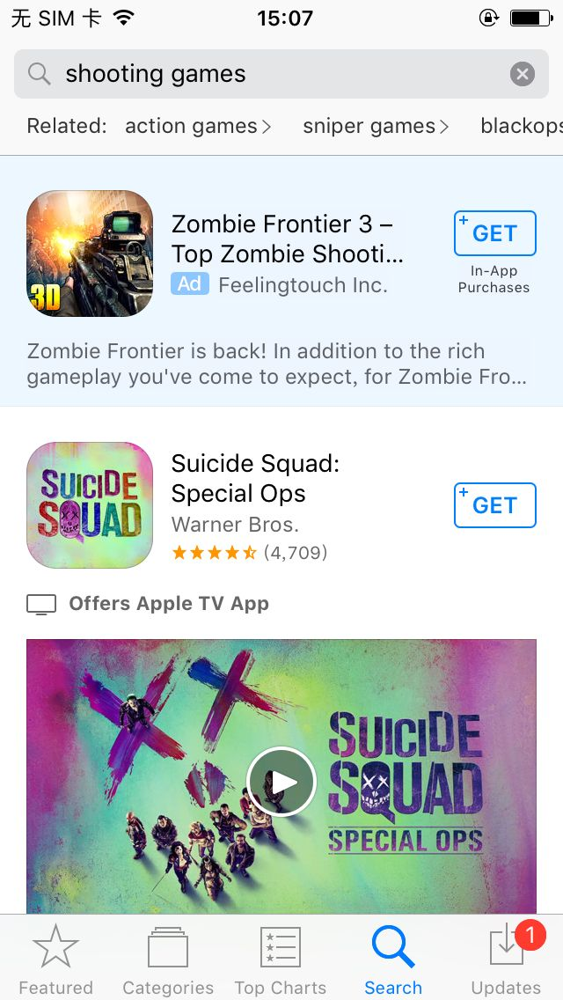 无 SIM 卡 15:07
shooting games
Related: action games sniper games blackops
3D
Zombie Frontier 3 –
Top Zombie Shooti...
Ad Feelingtouch Inc.
+ GET
In-App
Purchases
Zombie Frontier is back! In addition to the rich
gameplay you've come to expect, for Zombie Fro...
SUICIDE
SQUAD
Suicide Squad:
Special Ops
Warner Bros.
(4,709)
+ GET
Offers Apple TV App
SUICIDE
SQUAD
SPECIAL OPS
1
Featured Categories Top Charts Search Updates